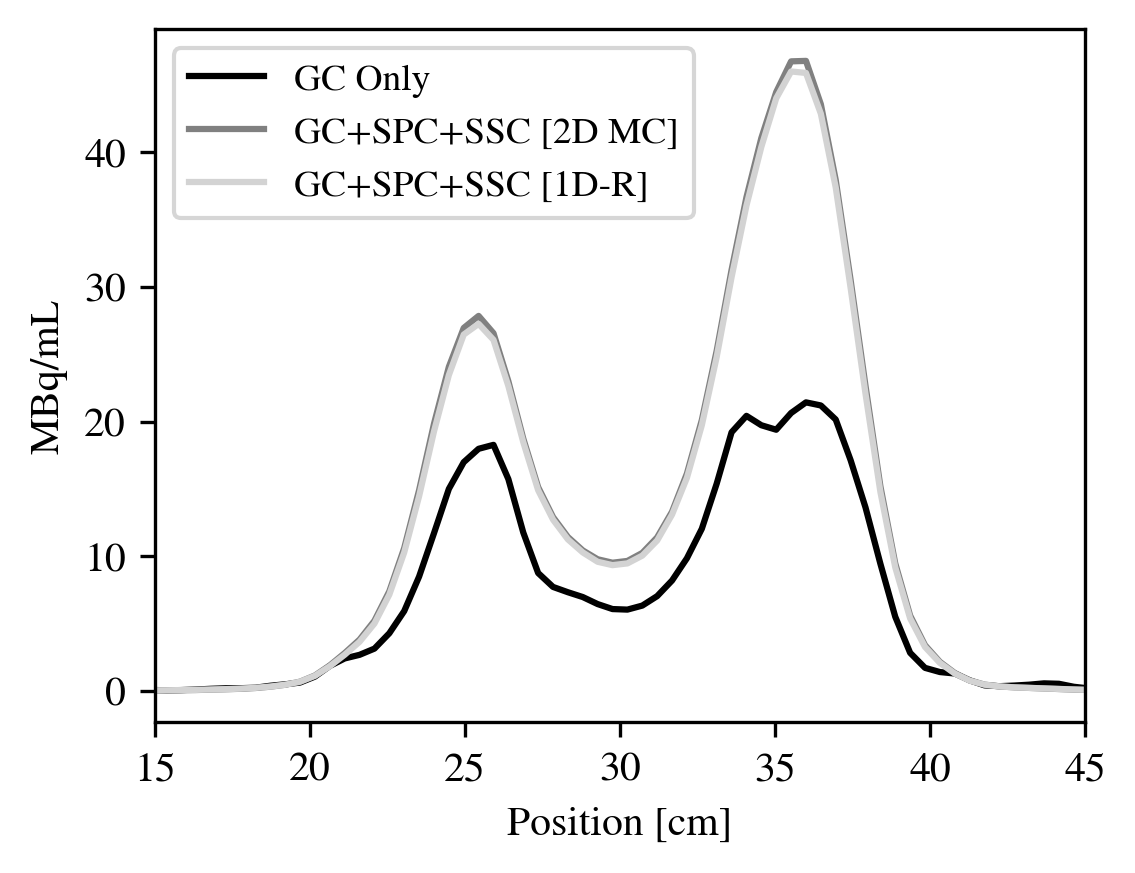 GC Only
GC+SPC+SSC [2D MC]
GC+SPC+SSC [1D-R]
MBq/mL
40
30
20
10
0
15 20 25 30 35 40 45
Position [cm]